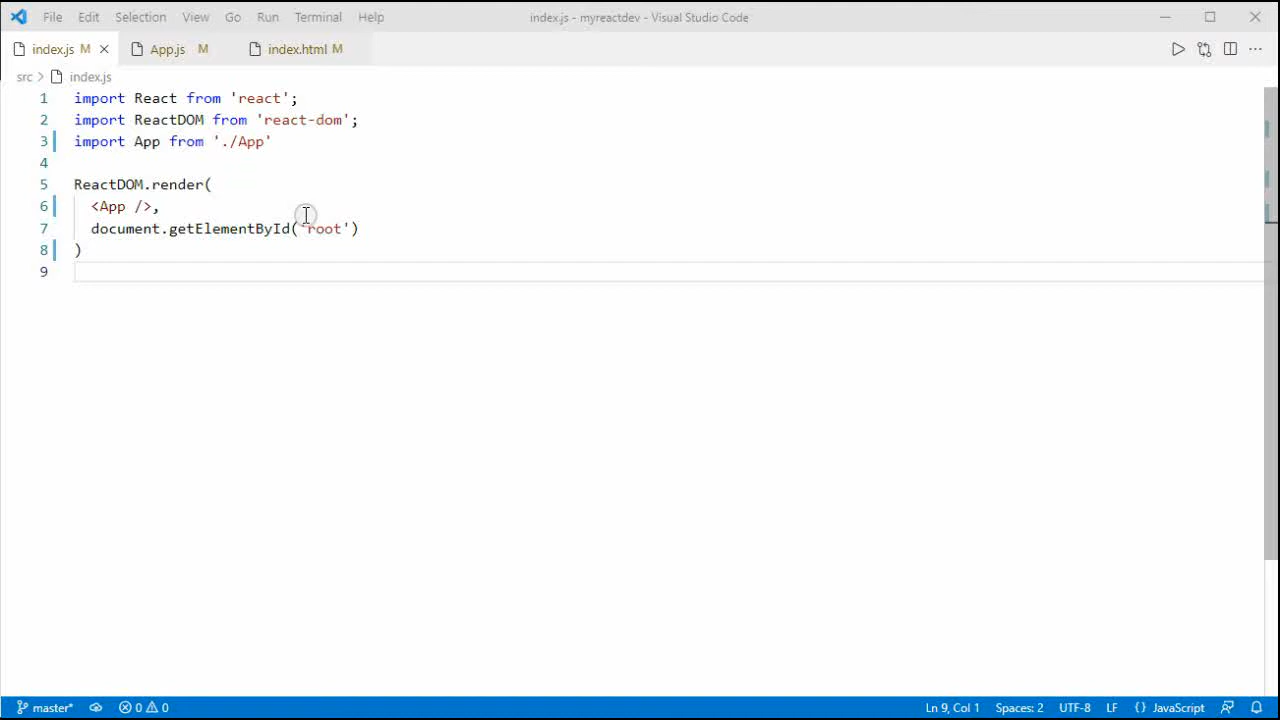 File Edit Selection View Go Run Terminal Help index.js - myreactdev - Visual Studio Code
index.js M App.js M index.html M
src index.js
1 import React from 'react';
2 import ReactDOM from 'react-dom';
3 import App from './App'
4
5 ReactDOM.render(
6 <App />,
7 document.getElementById('root')
8 )
9
master* 0 0 Ln 9, Col 1 Spaces: 2 UTF-8 LF {} JavaScript